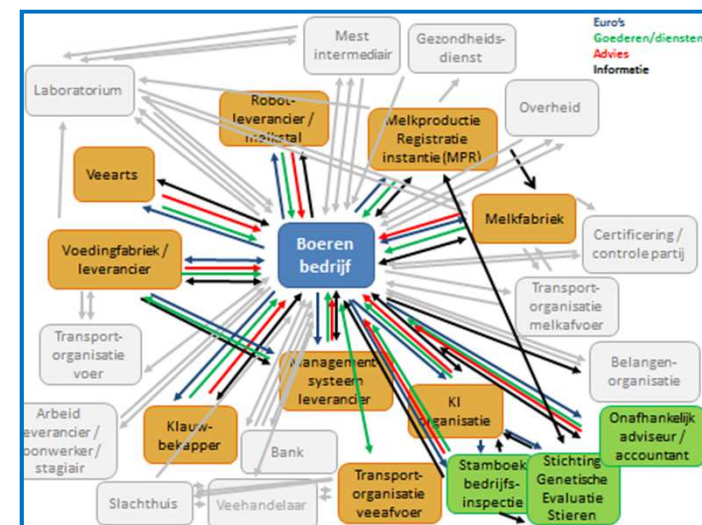 Euro's
Goederen/diensten
Advies
Informatie
Mest
intermediair
Gezondheids-
dienst
Laboratorium
Robot-
leverancier /
melkstal
Melkproductie
Registratie
instantie (MPR)
Overheid
Veearts
Melkfabriek
Boeren
bedrijf
Voedingfabriek /
leverancier
Certificering /
controle partij
Transport-
organisatie
melkafvoer
Transport-
organisatie
voer
Management
systeem
leverancier
Belangen-
organisatie
KI
organisatie
Arbeid
leverancier /
loonwerker /
stagiair
Klauw-
bekapper
Bank
Onafhankelijk
adviseur /
accountant
Stamboek
bedrijfs-
inspectie
Stichting
Genetische
Evaluatie
Stieren
Transport-
organisatie
veeafvoer
Slachthuis
Veehandelaar